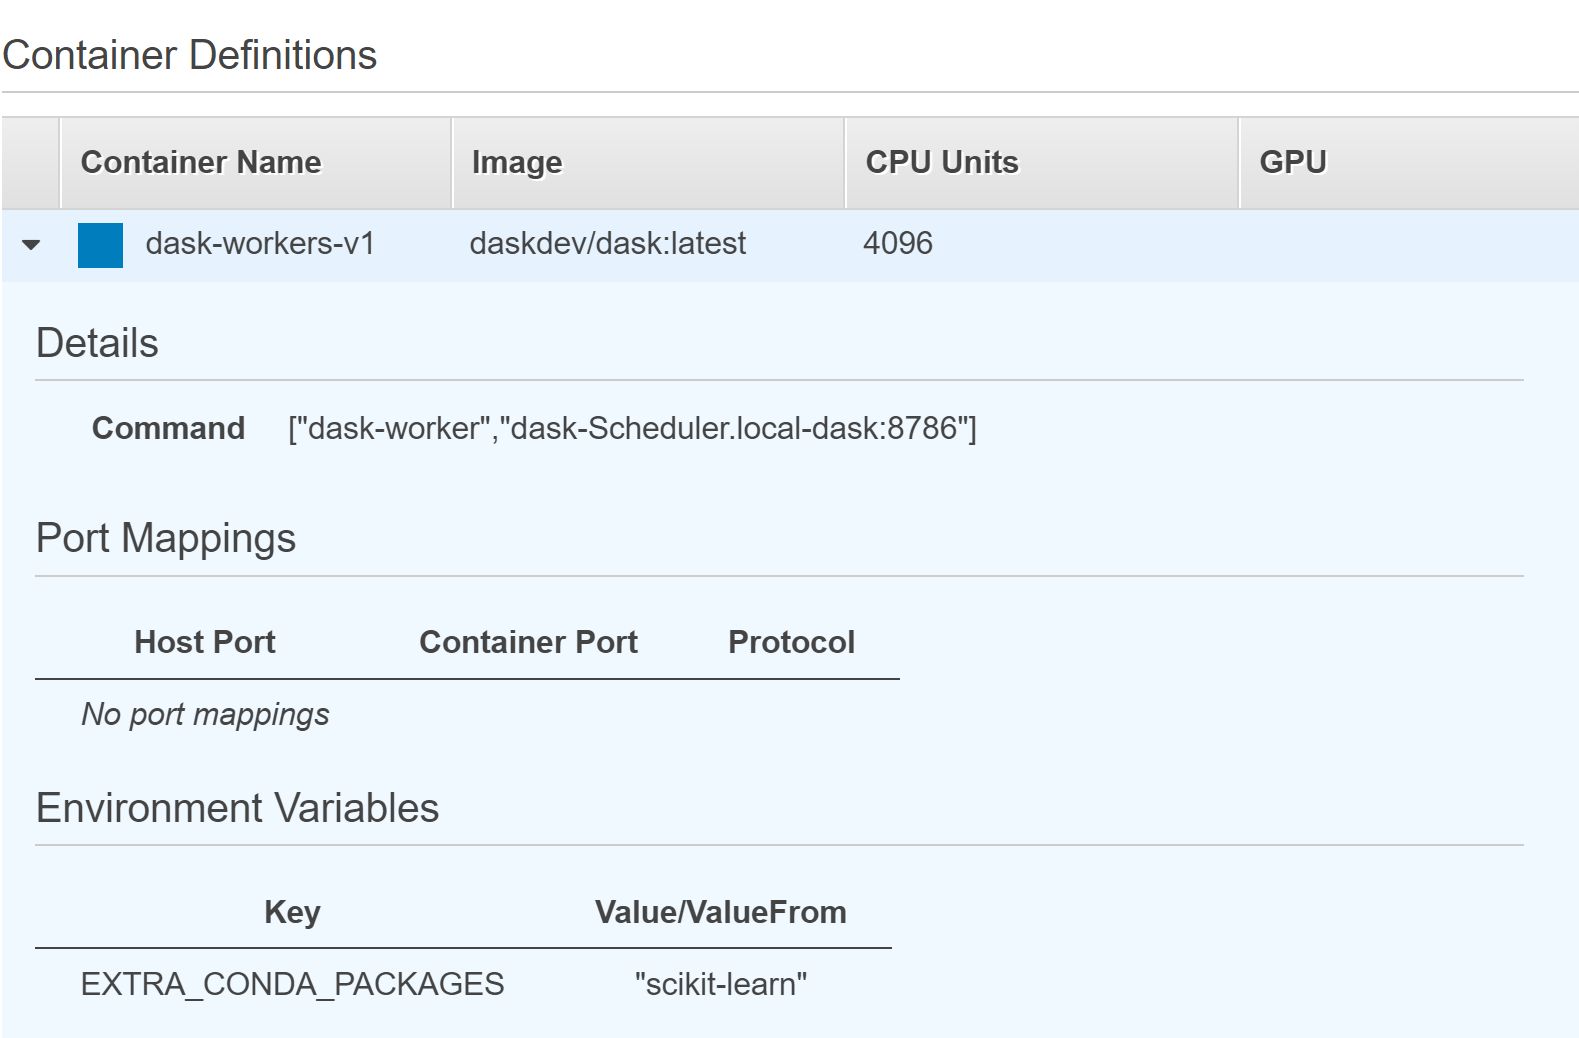 Container Definitions
Container Name Image CPU Units GPU
dask-workers-v1 daskdev/dask:latest 4096
Details
Command ["dask-worker","dask-Scheduler.local-dask:8786"]
Port Mappings
Host Port Container Port Protocol
No port mappings
Environment Variables
Key Value/ValueFrom
EXTRA_CONDA_PACKAGES "scikit-learn"